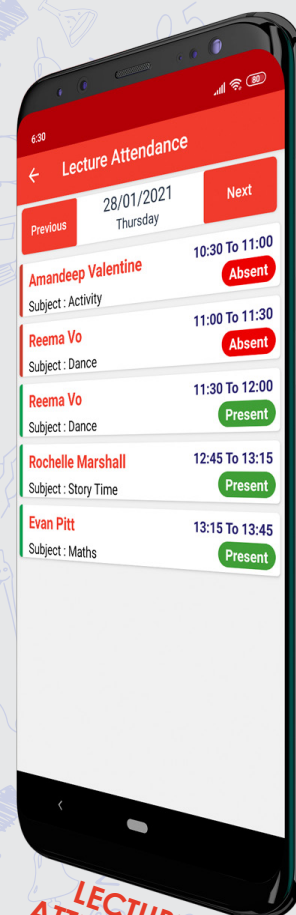 6:30
80
Lecture Attendance
Previous
28/01/2021
Thursday
Next
Amandeep Valentine
10:30 To 11:00
Subject : Activity
Absent
Reema Vo
11:00 To 11:30
Subject : Dance
Absent
Reema Vo
11:30 To 12:00
Subject : Dance
Present
Rochelle Marshall
12:45 To 13:15
Subject : Story Time
Present
Evan Pitt
13:15 To 13:45
Subject : Maths
Present